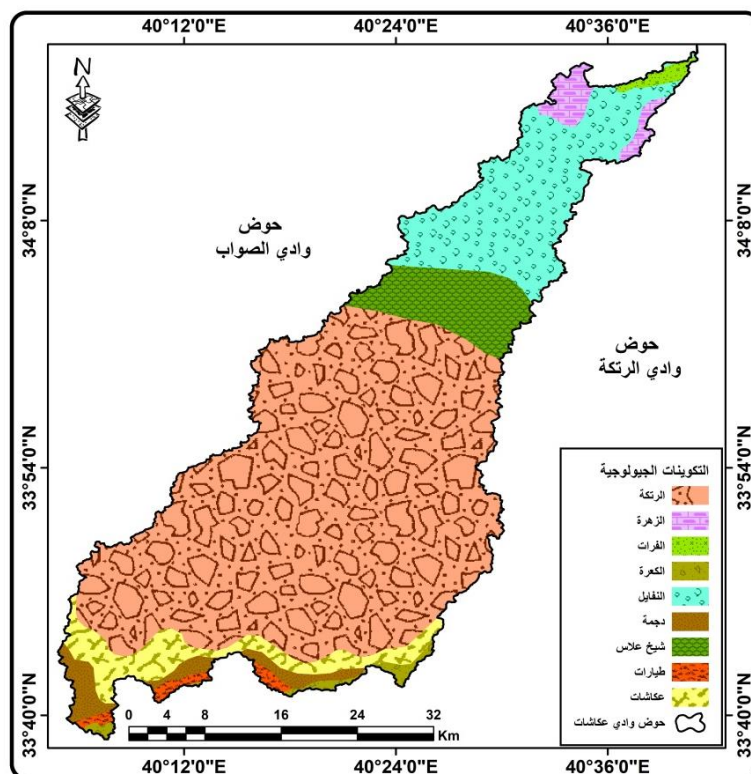 40°12'0"E
40°24'0"E
40°36'0"E
N
34°8'0"N
34°8'0"N
حوض
وادي الصواب
حوض
وادي الرتكة
33°54'0"N
33°54'0"N
التكوينات الجيولوجية
الرتكة
الزهرة
الفرات
الكعرة
النفايل
دجمة
شيخ علاس
طيارات
عكاشات
حوض وادي عكاشات
33°40'0"N
33°40'0"N
0 4 8 16 24 32
Km
40°12'0"E
40°24'0"E
40°36'0"E